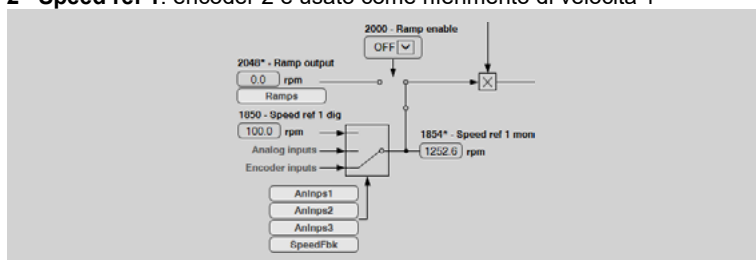 2 - Speed ref 1: encoder 2 è usato come riferimento di velocità 1
2000 - Ramp enable
OFF
2048* - Ramp output
0.0 rpm
Ramps
1850 - Speed ref 1 dig
100.0 rpm
1854* - Speed ref 1 mon
Analog inputs
1252.6 rpm
Encoder inputs
AnInps1
AnInps2
AnInps3
SpeedFbk